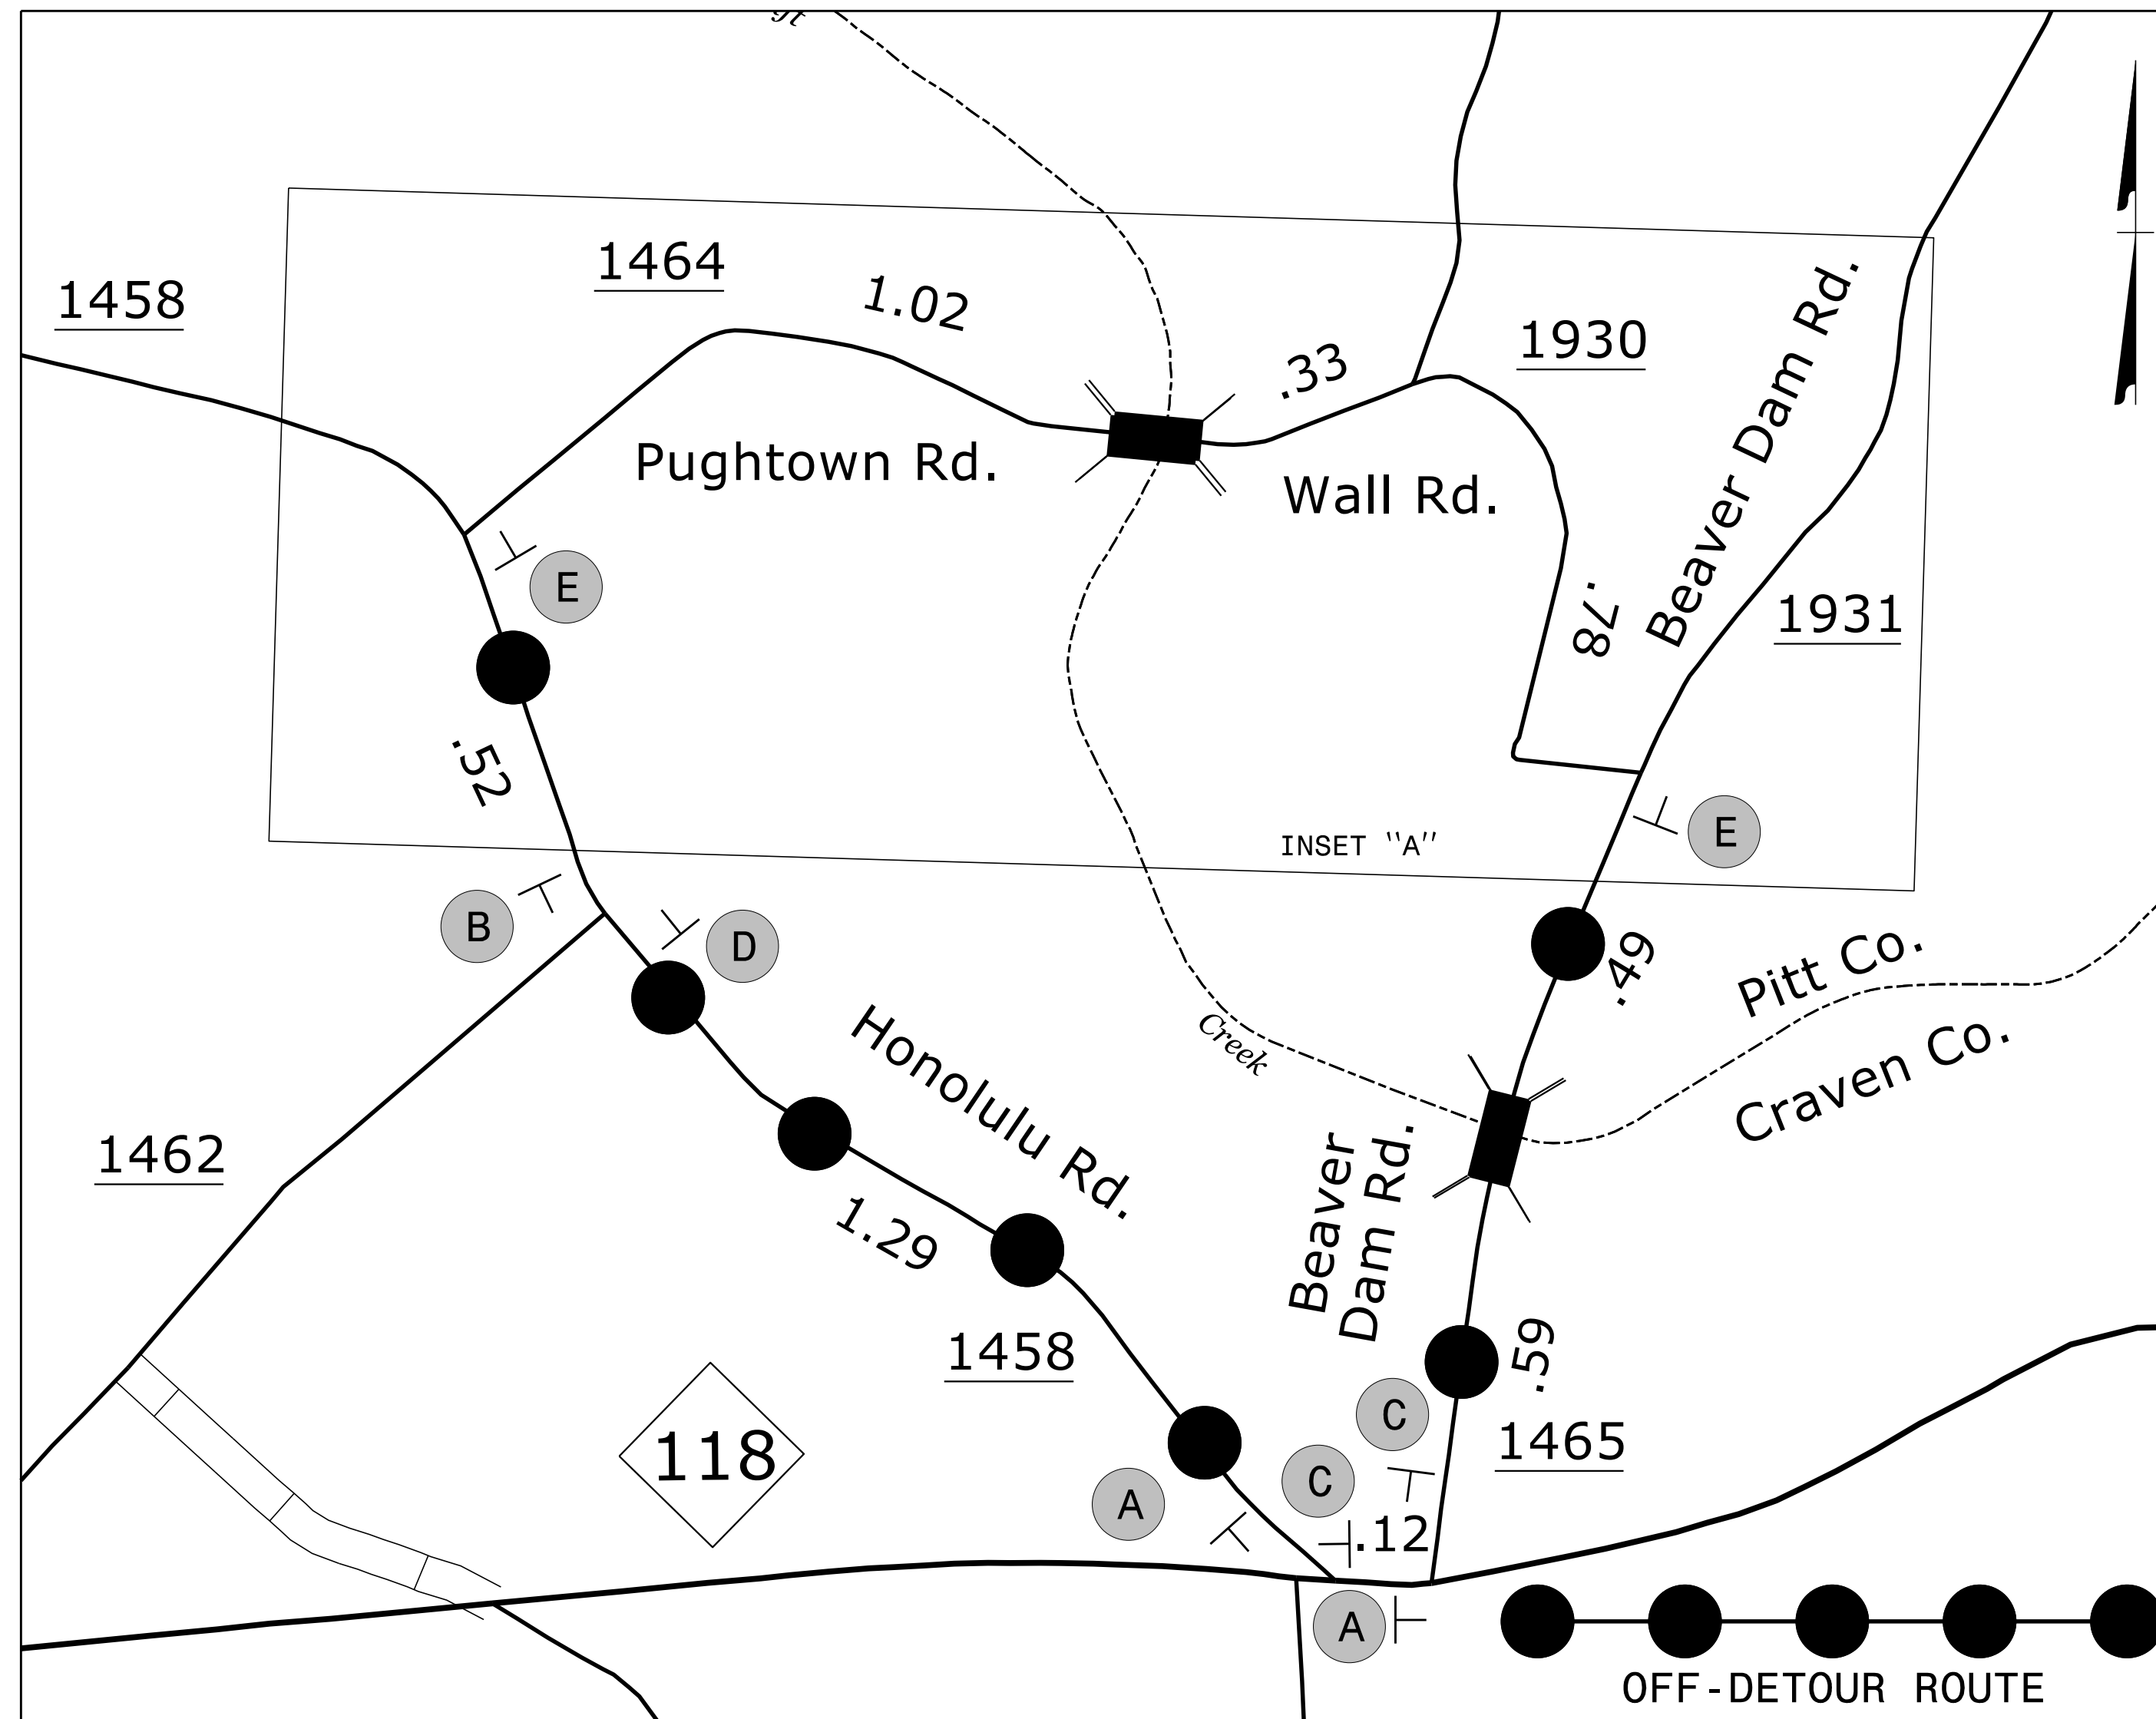 1458
1464
1.02
.33
1930
Beaver Dam Rd.
Pughtown Rd.
Wall Rd.
E
.78
1931
.52
INSET "A"
E
B
D
.49
Pitt Co.
Craven Co.
Creek
Honolulu Rd.
1462
1.29
Beaver
Dam Rd.
1458
.59
118
C
1465
C
A
.12
A
OFF-DETOUR ROUTE